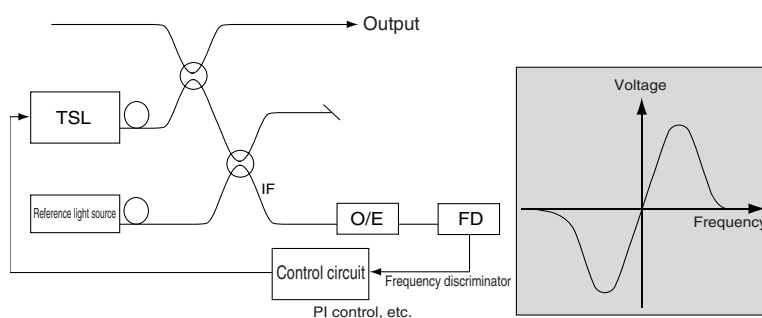 Output
TSL
Reference light source
IF
O/E
FD
Control circuit
Frequency discriminator
PI control, etc.
Voltage
Frequency